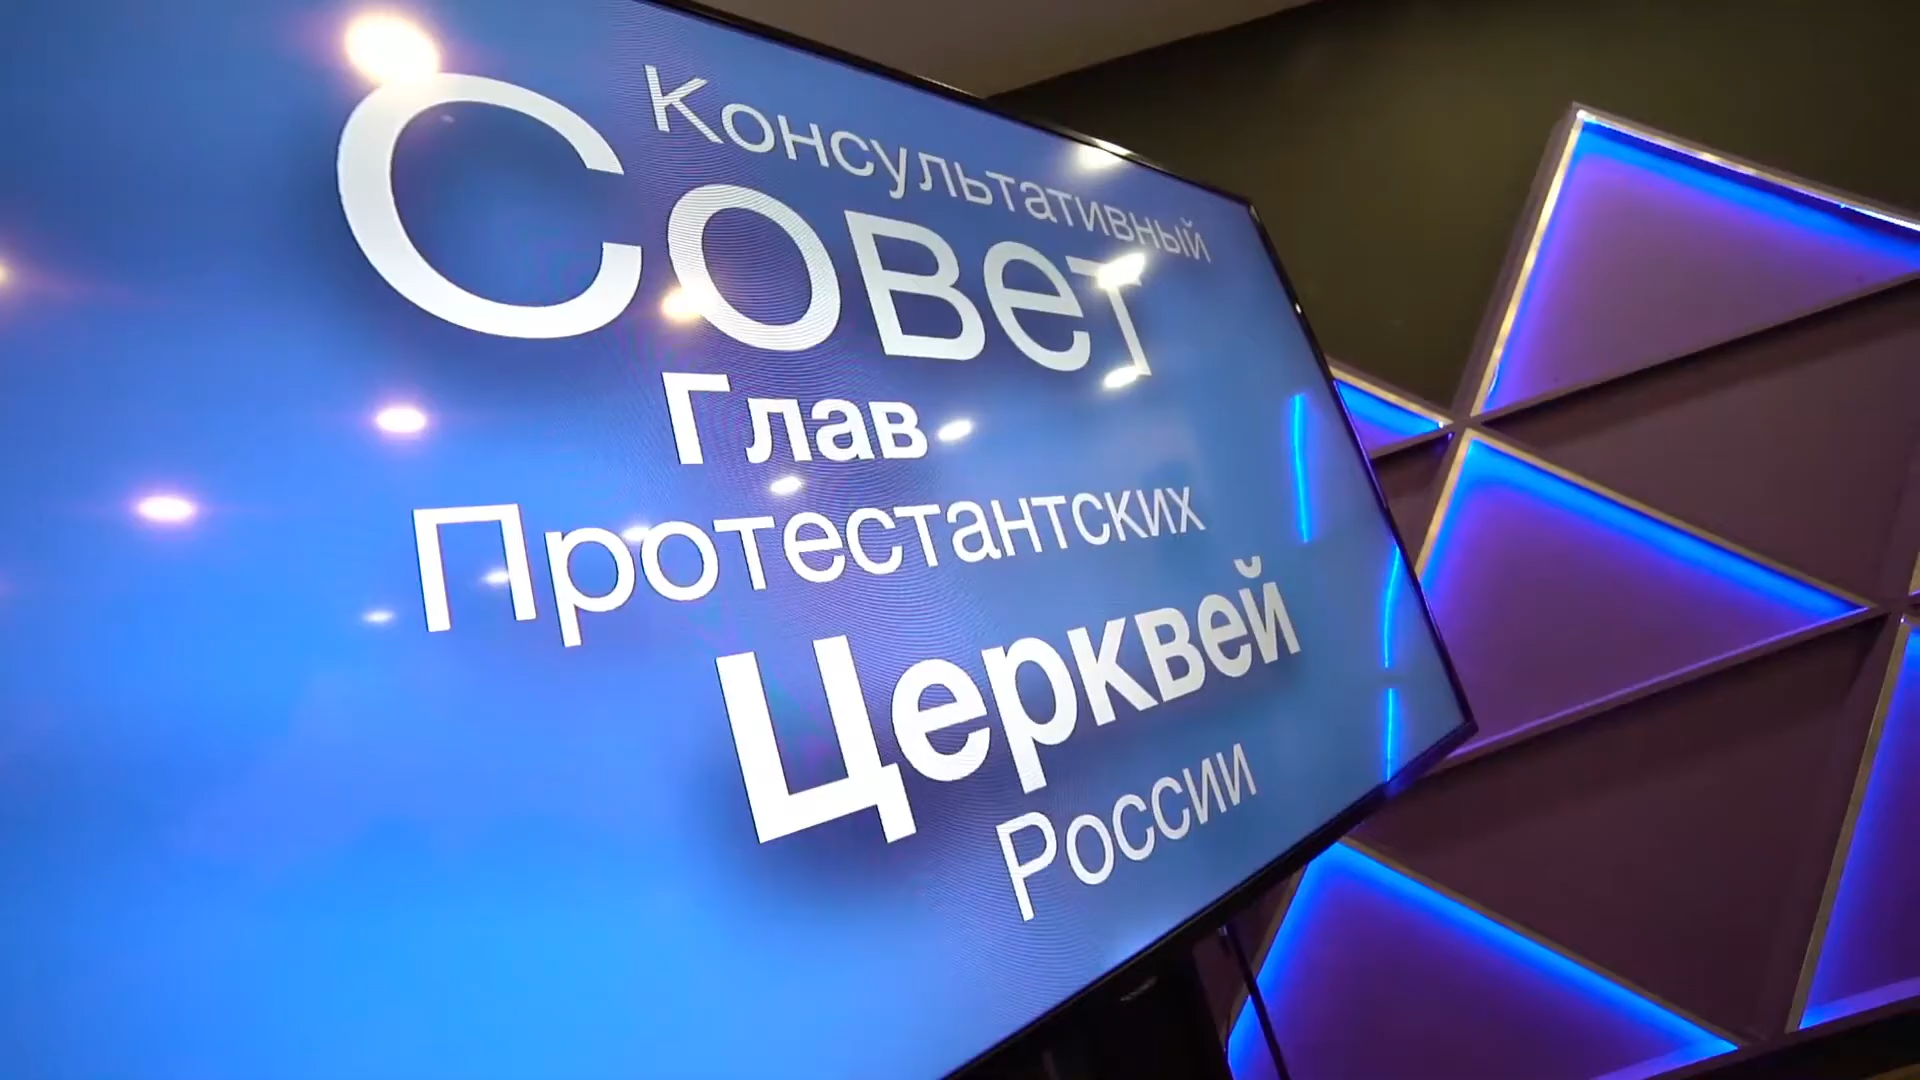 Консультативный
Совет
Глав
Протестантских
Церквей
России